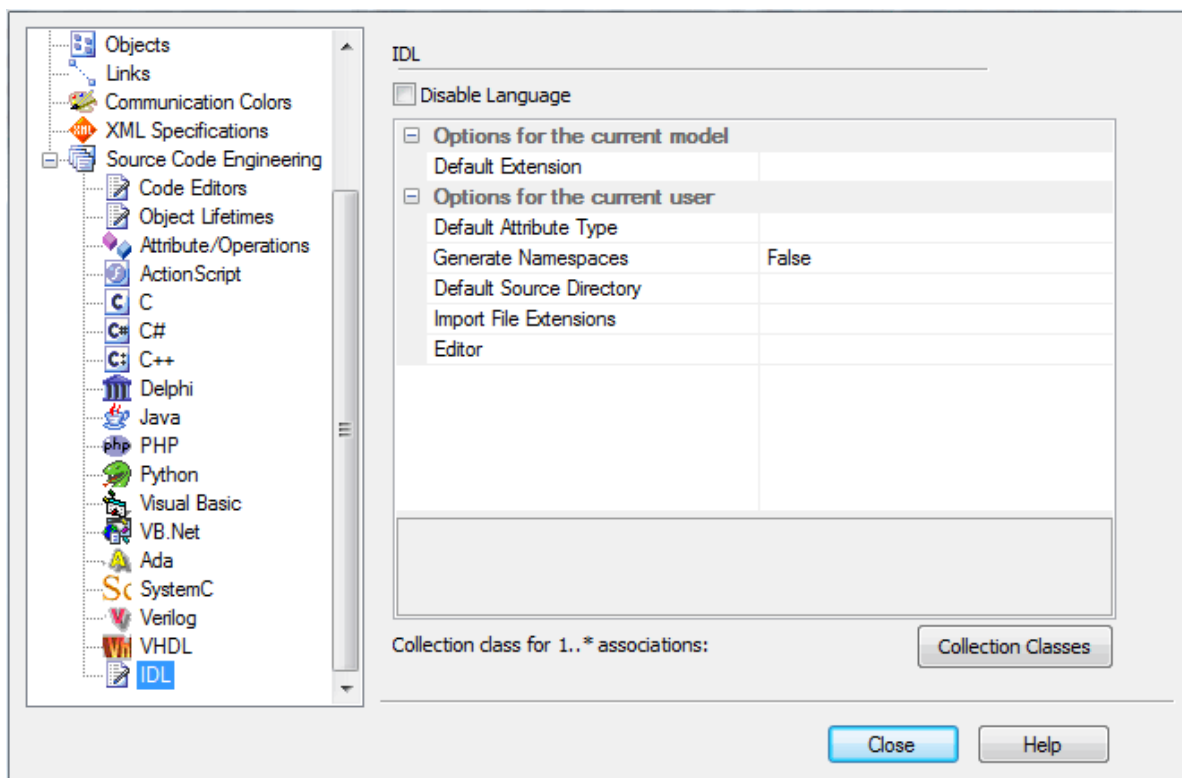 Objects
Links
Communication Colors
XML Specifications
Source Code Engineering
Code Editors
Object Lifetimes
Attribute/Operations
ActionScript
C
C#
C++
Delphi
Java
php PHP
Python
Visual Basic
VB.Net
Ada
SystemC
Verilog
VHDL
IDL
IDL
Disable Language
Options for the current model
Default Extension
Options for the current user
Default Attribute Type
Generate Namespaces False
Default Source Directory
Import File Extensions
Editor
Collection class for 1..* associations:
Collection Classes
Close
Help